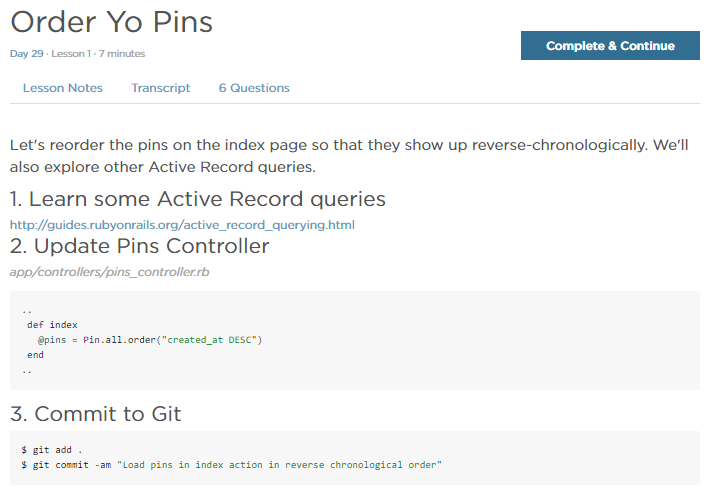 Order Yo Pins
Day 29 · Lesson 1 · 7 minutes
Complete & Continue
Lesson Notes Transcript 6 Questions
Let's reorder the pins on the index page so that they show up reverse-chronologically. We'll
also explore other Active Record queries.
1. Learn some Active Record queries
http://guides.rubyonrails.org/active_record_querying.html
2. Update Pins Controller
app/controllers/pins_controller.rb
..
def index
@pins = Pin.all.order("created_at DESC")
end
..
3. Commit to Git
$ git add .
$ git commit -am "Load pins in index action in reverse chronological order"